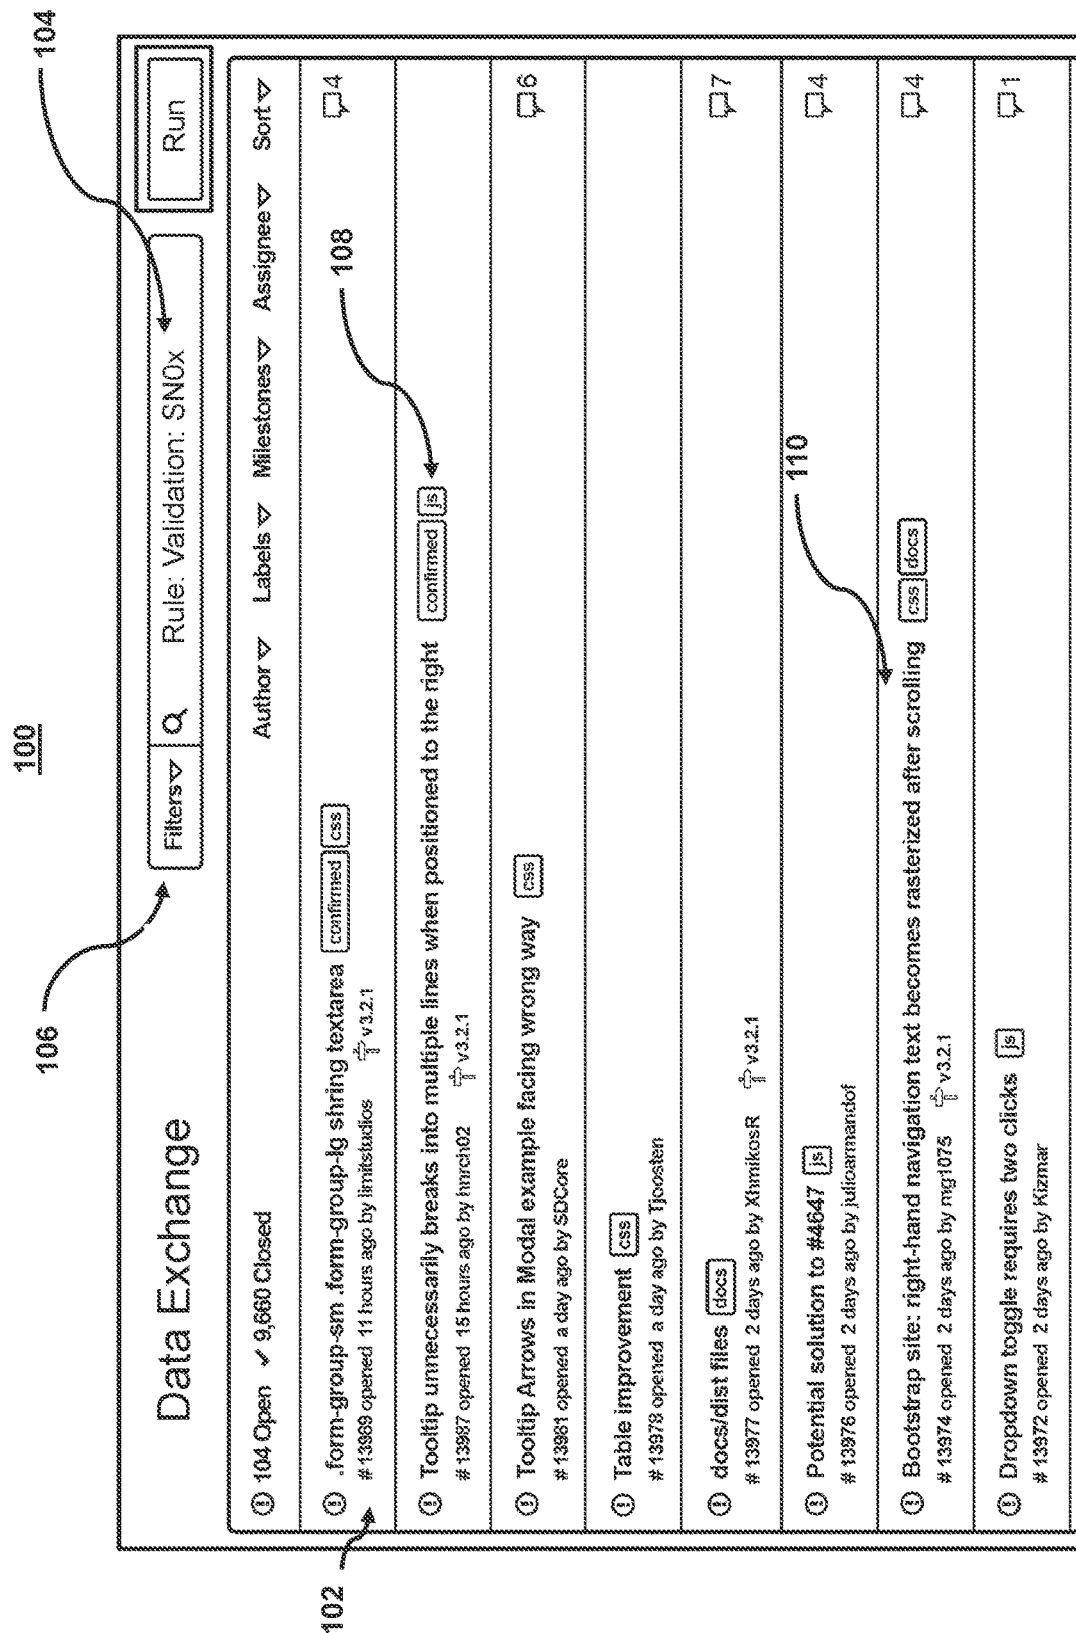 100
106
104
Data Exchange
Filters
Rule: Validation: SN0x
Run
104 Open ✓ 9,660 Closed
Author
Labels
Milestones
Assignee
Sort
.form-group-sm .form-group-lg shring textarea confirmed css
4
#13989 opened 11 hours ago by limitstudios v3.2.1
102
108
Tooltip unnecessarily breaks into multiple lines when positioned to the right confirmed js
#13987 opened 15 hours ago by hnrch02 v3.2.1
Tooltip Arrows in Modal example facing wrong way css
6
#13981 opened a day ago by SDCore
Table improvement css
#13978 opened a day ago by Tjoosten
docs/dist files docs
7
#13977 opened 2 days ago by XhmikosR v3.2.1
Potential solution to #4647 js
4
#13976 opened 2 days ago by julioarmandof
110
Bootstrap site: right-hand navigation text becomes rasterized after scrolling css docs
4
#13974 opened 2 days ago by mg1075 v3.2.1
Dropdown toggle requires two clicks js
1
#13972 opened 2 days ago by Kizmar